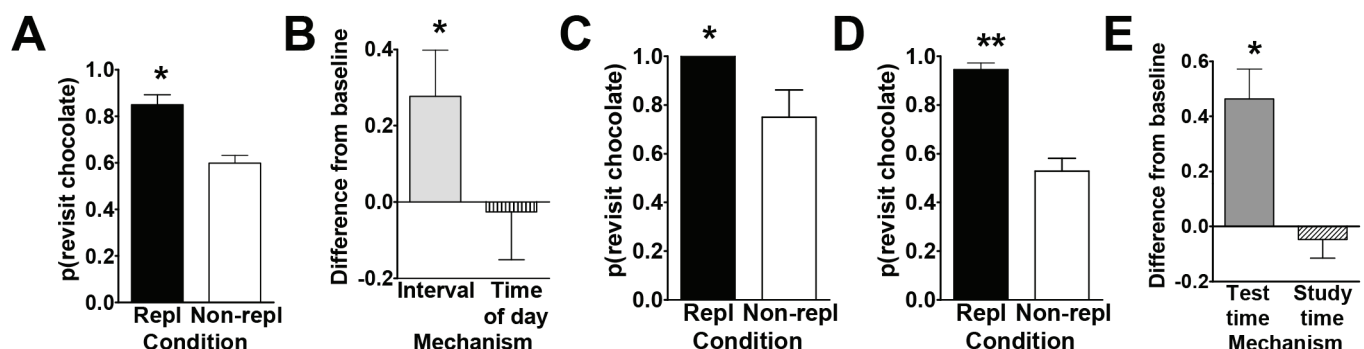 A
p(revisit chocolate)
1.0
0.8
0.6
0.4
0.2
0.0
*
Repl Non-repl
Condition
B
Difference from baseline
0.4
0.2
0.0
-0.2
*
Interval Time
of day
Mechanism
C
p(revisit chocolate)
1.0
0.8
0.6
0.4
0.2
0.0
*
Repl Non-repl
Condition
D
p(revisit chocolate)
1.0
0.8
0.6
0.4
0.2
0.0
**
Repl Non-repl
Condition
E
Difference from baseline
0.6
0.4
0.2
0.0
-0.2
*
Test Study
time time
Mechanism